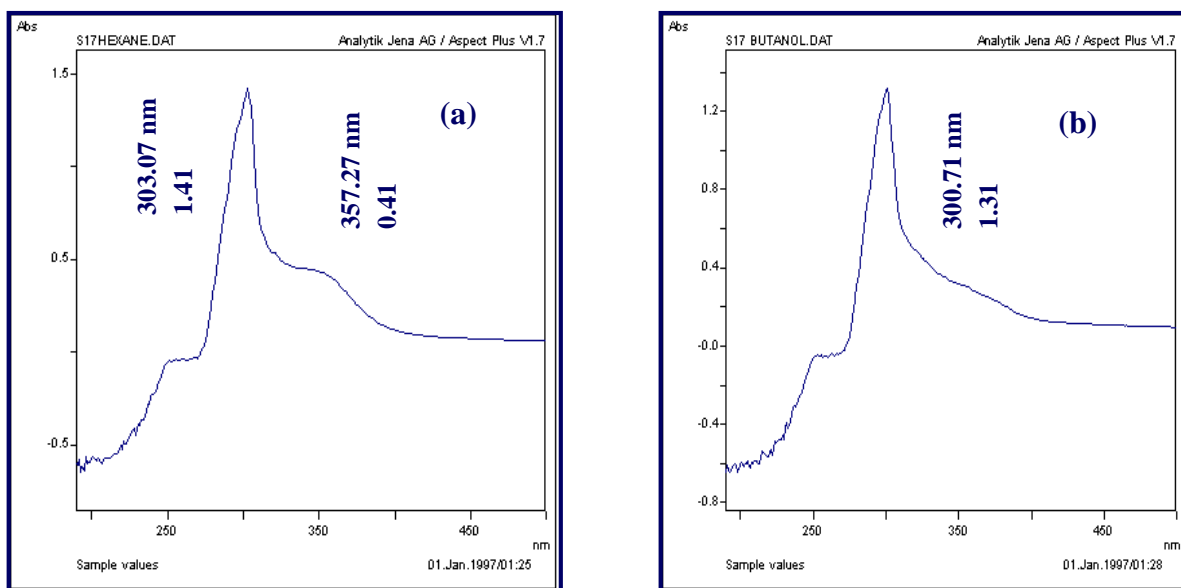 Abs
S17HEXANE.DAT Analytik Jena AG / Aspect Plus V1.7
1.5
0.5
-0.5
303.07 nm
1.41
357.27 nm
0.41
(a)
250 350 450
nm
Sample values 01.Jan.1997/01:25
Abs
S17 BUTANOL.DAT Analytik Jena AG / Aspect Plus V1.7
1.2
0.8
0.4
-0.0
-0.4
-0.8
300.71 nm
1.31
(b)
250 350 450
nm
Sample values 01.Jan.1997/01:28